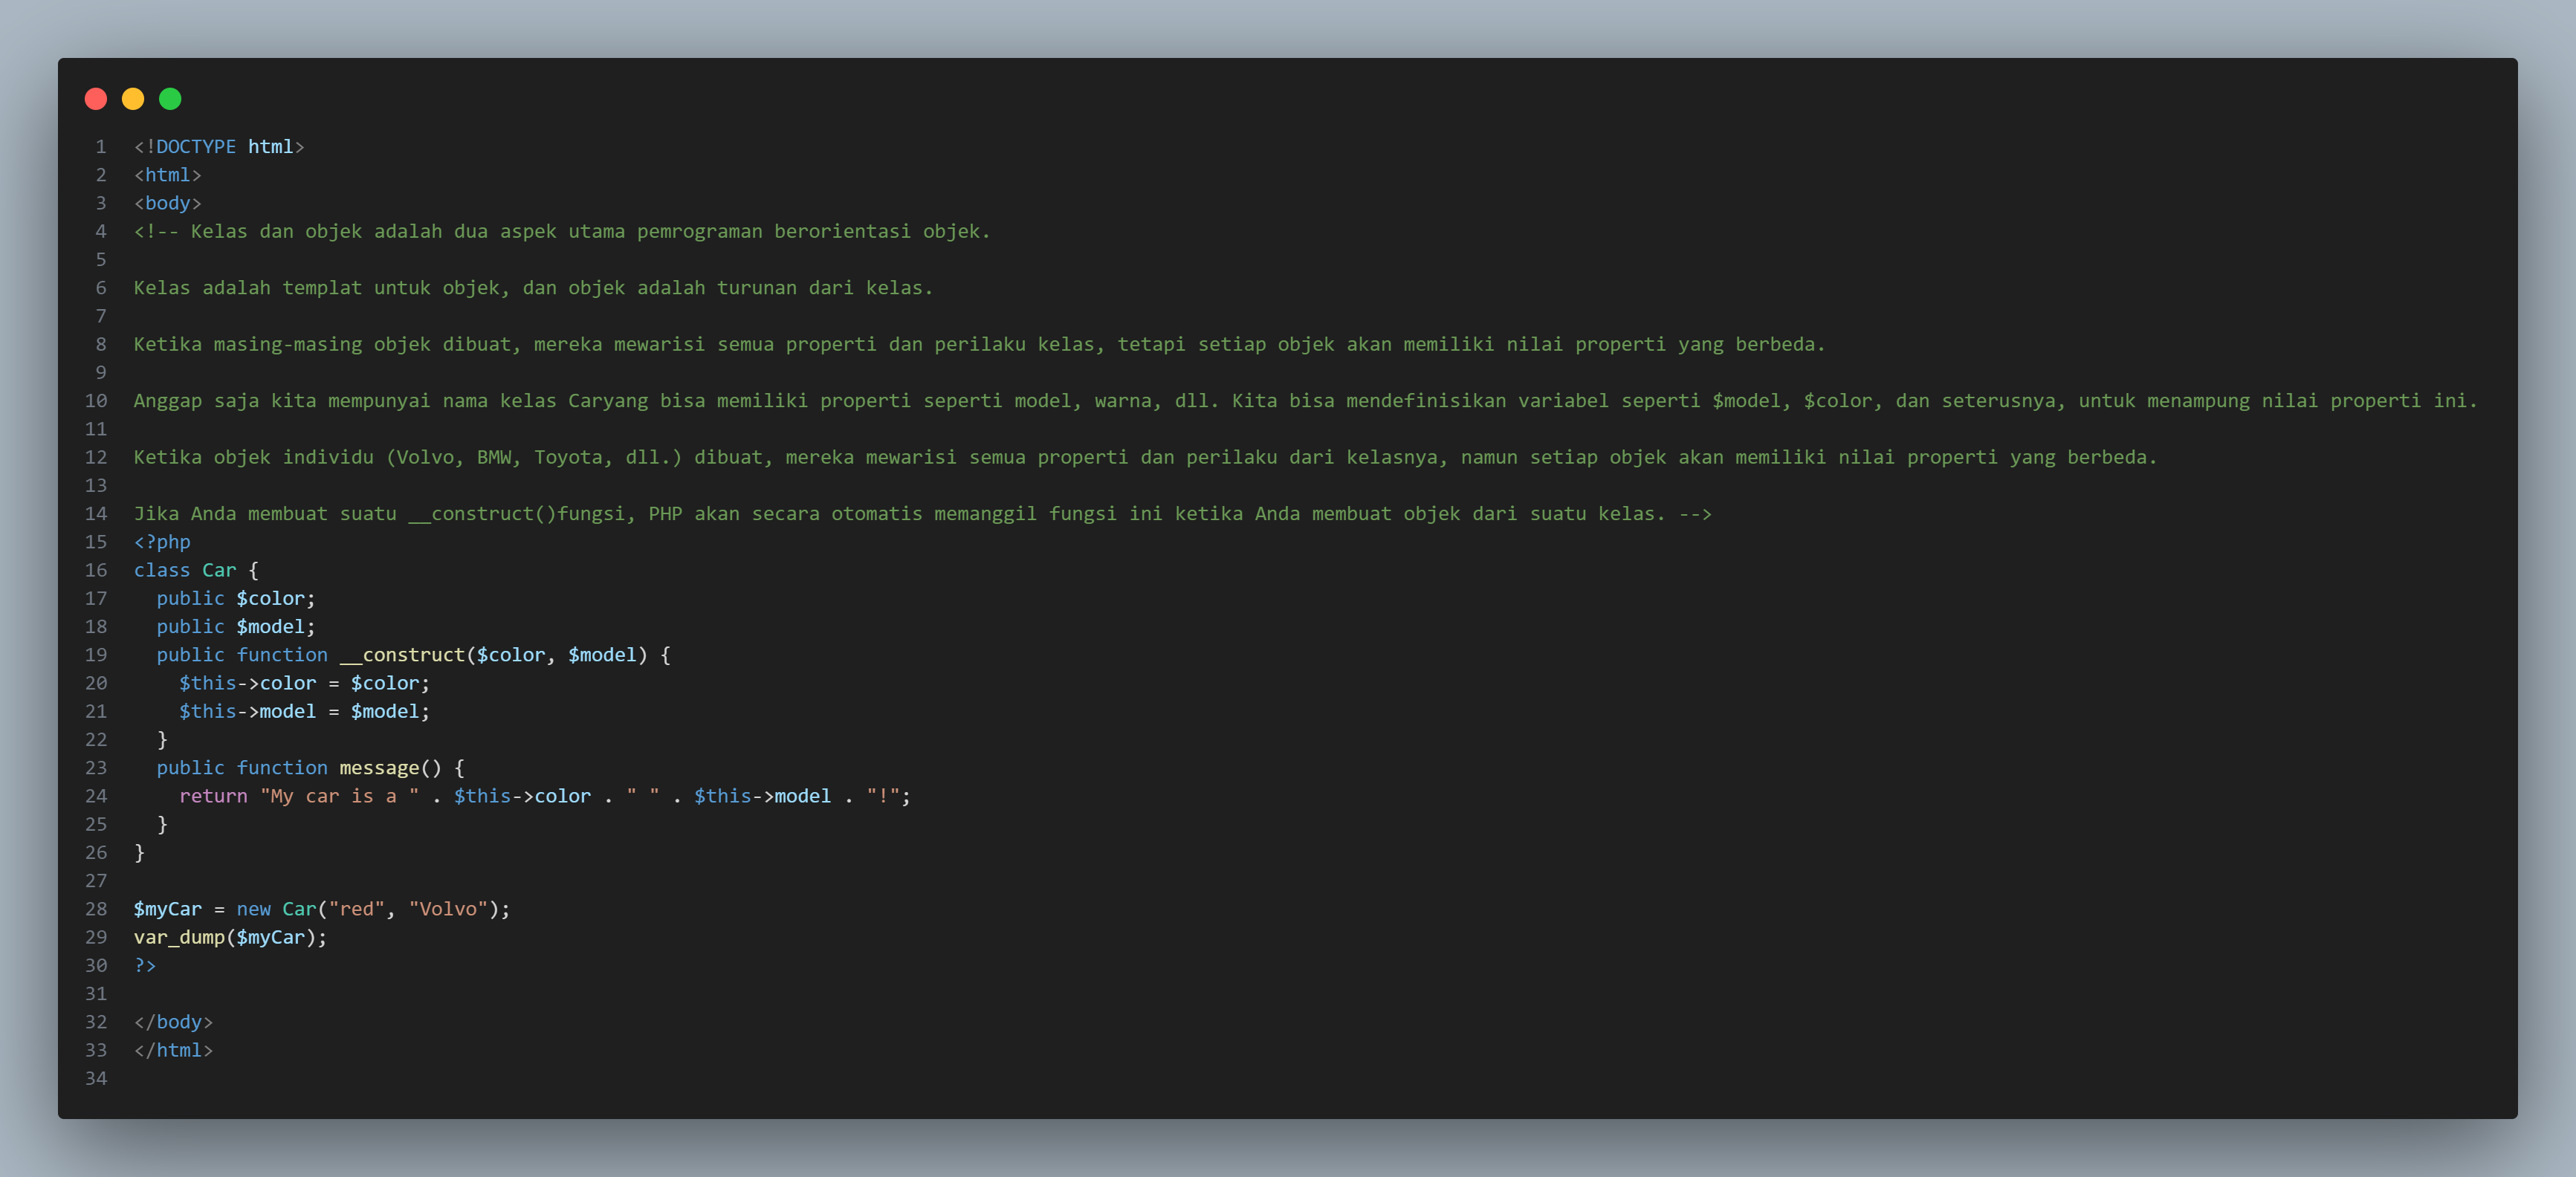 1 <!DOCTYPE html>
2 <html>
3 <body>
4 <!-- Kelas dan objek adalah dua aspek utama pemrograman berorientasi objek.
5
6 Kelas adalah templat untuk objek, dan objek adalah turunan dari kelas.
7
8 Ketika masing-masing objek dibuat, mereka mewarisi semua properti dan perilaku kelas, tetapi setiap objek akan memiliki nilai properti yang berbeda.
9
10 Anggap saja kita mempunyai nama kelas Caryang bisa memiliki properti seperti model, warna, dll. Kita bisa mendefinisikan variabel seperti $model, $color, dan seterusnya, untuk menampung nilai properti ini.
11
12 Ketika objek individu (Volvo, BMW, Toyota, dll.) dibuat, mereka mewarisi semua properti dan perilaku dari kelasnya, namun setiap objek akan memiliki nilai properti yang berbeda.
13
14 Jika Anda membuat suatu __construct()fungsi, PHP akan secara otomatis memanggil fungsi ini ketika Anda membuat objek dari suatu kelas. -->
15 <?php
16 class Car {
17   public $color;
18   public $model;
19   public function __construct($color, $model) {
20     $this->color = $color;
21     $this->model = $model;
22   }
23   public function message() {
24     return "My car is a " . $this->color . " " . $this->model . "!";
25   }
26 }
27
28 $myCar = new Car("red", "Volvo");
29 var_dump($myCar);
30 ?>
31
32 </body>
33 </html>
34